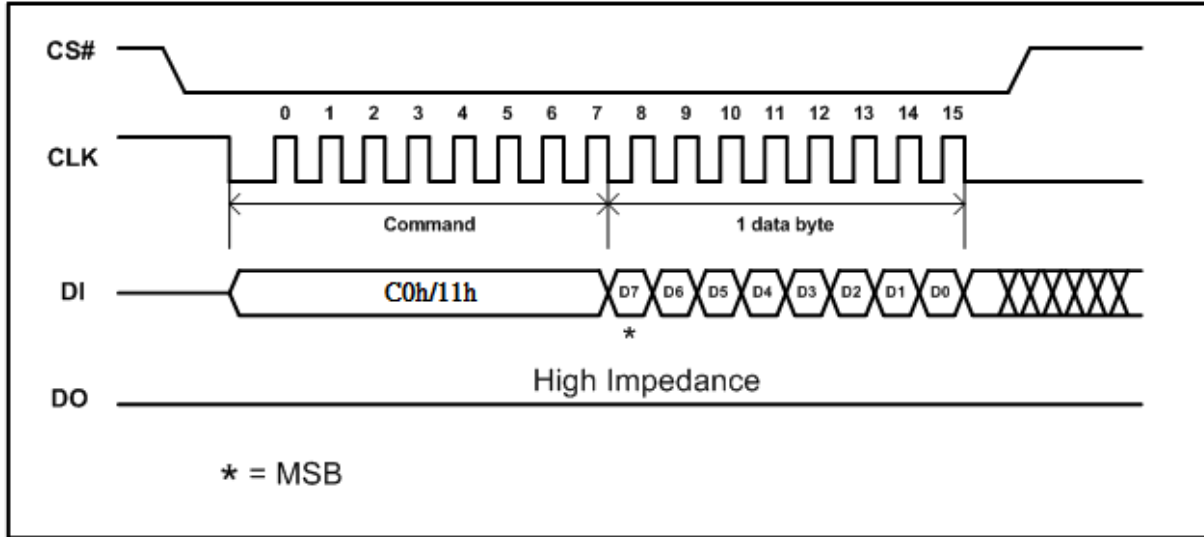 CS#
0 1 2 3 4 5 6 7 8 9 10 11 12 13 14 15
CLK
Command 1 data byte
DI C0h/11h D7 D6 D5 D4 D3 D2 D1 D0
*
High Impedance
DO
* = MSB